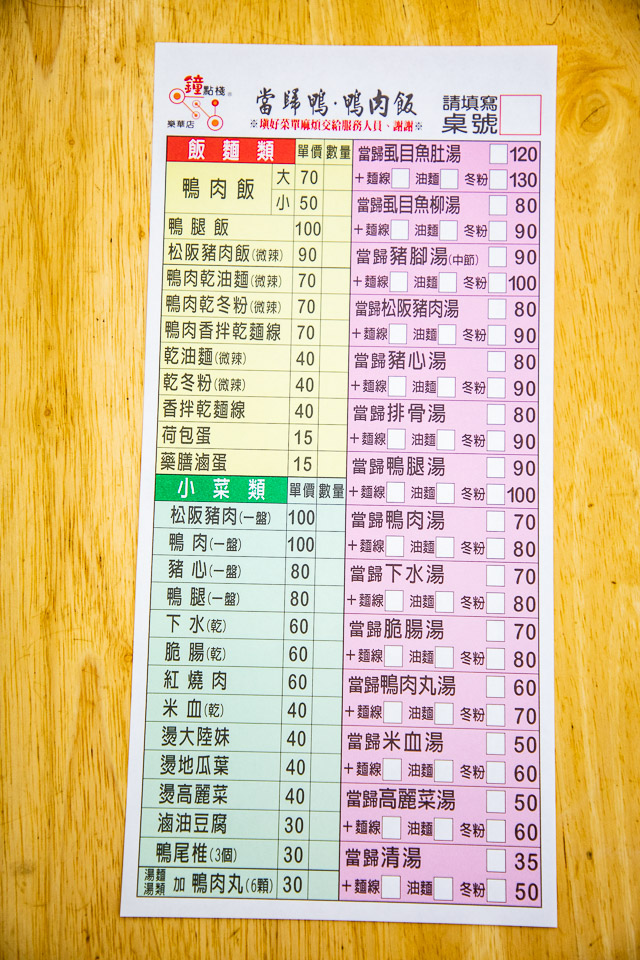 鐘點棧
樂華店
當歸鴨·鴨肉飯
※填好菜單麻煩交給服務人員、謝謝※
請填寫
桌號
飯麵類 單價 數量
鴨肉飯 大 70
小 50
鴨腿飯 100
松阪豬肉飯(微辣) 90
鴨肉乾油麵(微辣) 70
鴨肉乾冬粉(微辣) 70
鴨肉香拌乾麵線 70
乾油麵(微辣) 40
乾冬粉(微辣) 40
香拌乾麵線 40
荷包蛋 15
藥膳滷蛋 15
小菜類 單價 數量
松阪豬肉(一盤) 100
鴨肉(一盤) 100
豬心(一盤) 80
鴨腿(一盤) 80
下水(乾) 60
脆腸(乾) 60
紅燒肉 60
米血(乾) 40
燙大陸妹 40
燙地瓜葉 40
燙高麗菜 40
滷油豆腐 30
鴨尾椎(3個) 30
湯麵
湯類 加 鴨肉丸(6顆) 30
當歸虱目魚肚湯 120
+麵線 油麵 冬粉 130
當歸虱目魚柳湯 80
+麵線 油麵 冬粉 90
當歸豬腳湯(中節) 90
+麵線 油麵 冬粉 100
當歸松阪豬肉湯 80
+麵線 油麵 冬粉 90
當歸豬心湯 80
+麵線 油麵 冬粉 90
當歸排骨湯 80
+麵線 油麵 冬粉 90
當歸鴨腿湯 90
+麵線 油麵 冬粉 100
當歸鴨肉湯 70
+麵線 油麵 冬粉 80
當歸下水湯 70
+麵線 油麵 冬粉 80
當歸脆腸湯 70
+麵線 油麵 冬粉 80
當歸鴨肉丸湯 60
+麵線 油麵 冬粉 70
當歸米血湯 50
+麵線 油麵 冬粉 60
當歸高麗菜湯 50
+麵線 油麵 冬粉 60
當歸清湯 35
+麵線 油麵 冬粉 50